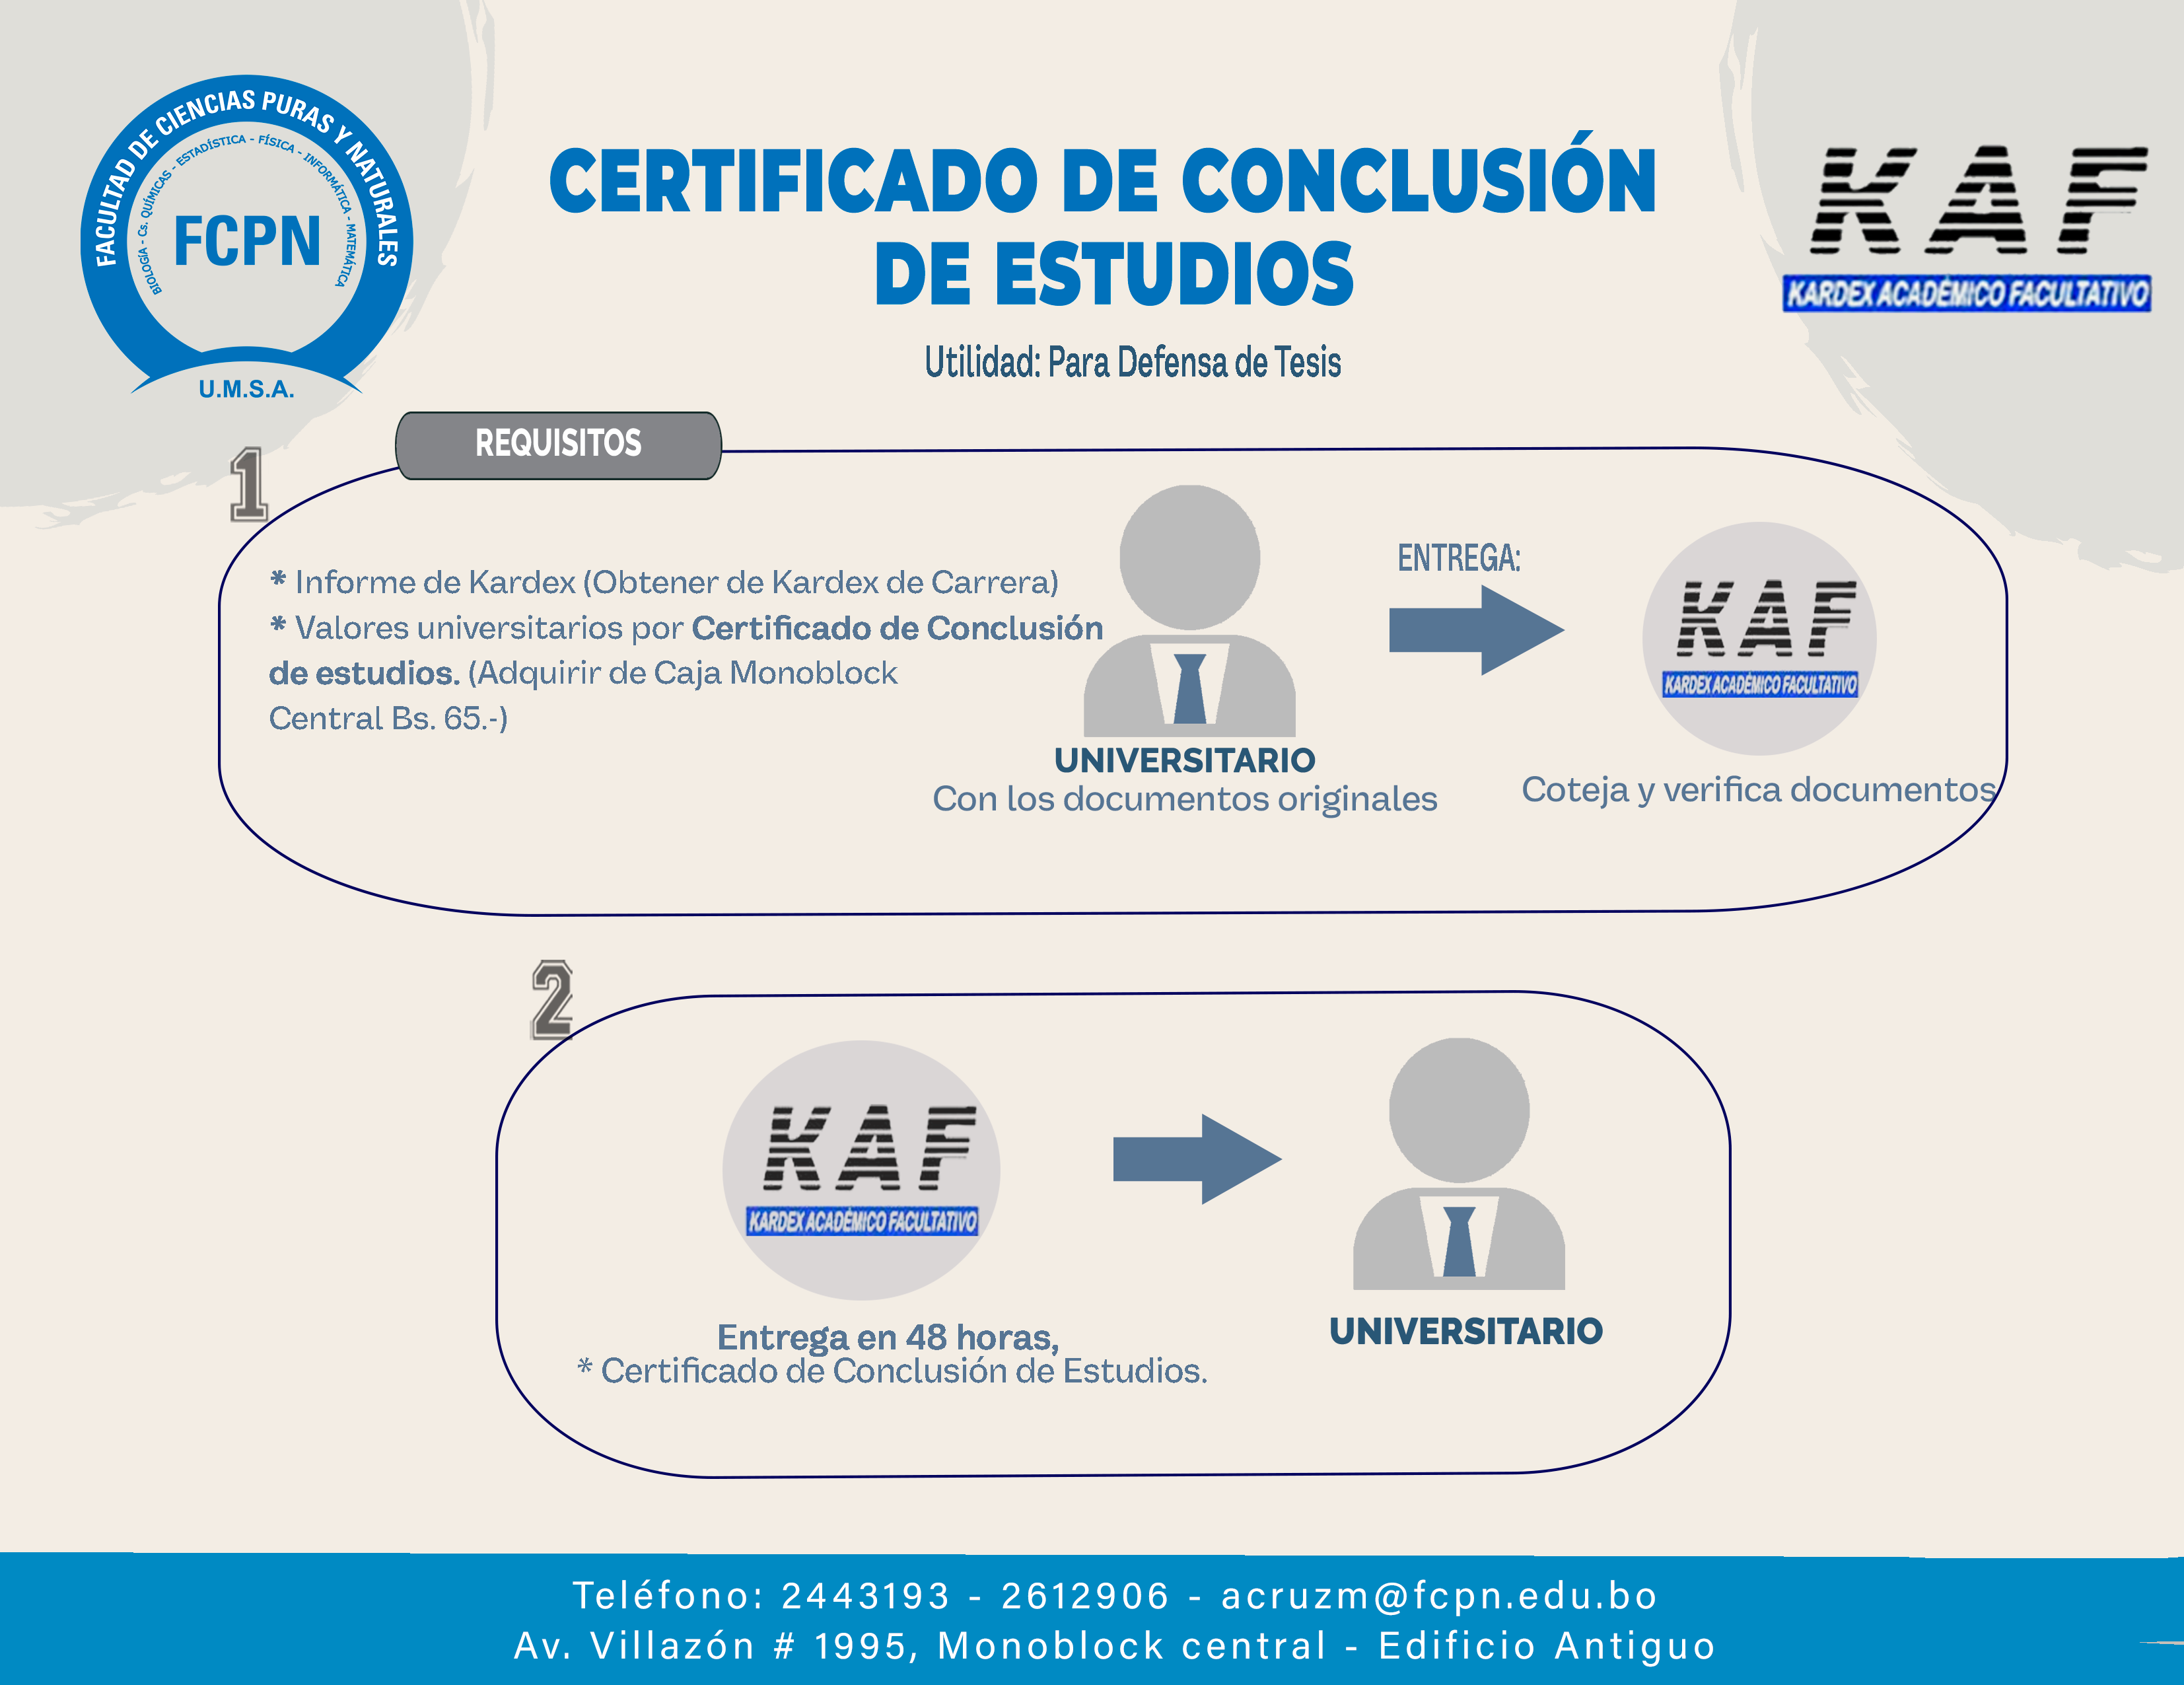 FACULTAD DE CIENCIAS PURAS Y NATURALES
BIOLOGÍA - Cs. QUÍMICAS - ESTADÍSTICA - FÍSICA - INFORMÁTICA - MATEMÁTICA
FCPN
U.M.S.A.
CERTIFICADO DE CONCLUSIÓN
DE ESTUDIOS
Utilidad: Para Defensa de Tesis
KAF
KARDEX ACADÉMICO FACULTATIVO
REQUISITOS
1
* Informe de Kardex (Obtener de Kardex de Carrera)
* Valores universitarios por Certificado de Conclusión
de estudios. (Adquirir de Caja Monoblock
Central Bs. 65.-)
UNIVERSITARIO
Con los documentos originales
ENTREGA:
KAF
KARDEX ACADÉMICO FACULTATIVO
Coteja y verifica documentos
2
KAF
KARDEX ACADÉMICO FACULTATIVO
Entrega en 48 horas,
* Certificado de Conclusión de Estudios.
UNIVERSITARIO
Teléfono: 2443193 - 2612906 - acruzm@fcpn.edu.bo
Av. Villazón # 1995, Monoblock central - Edificio Antiguo